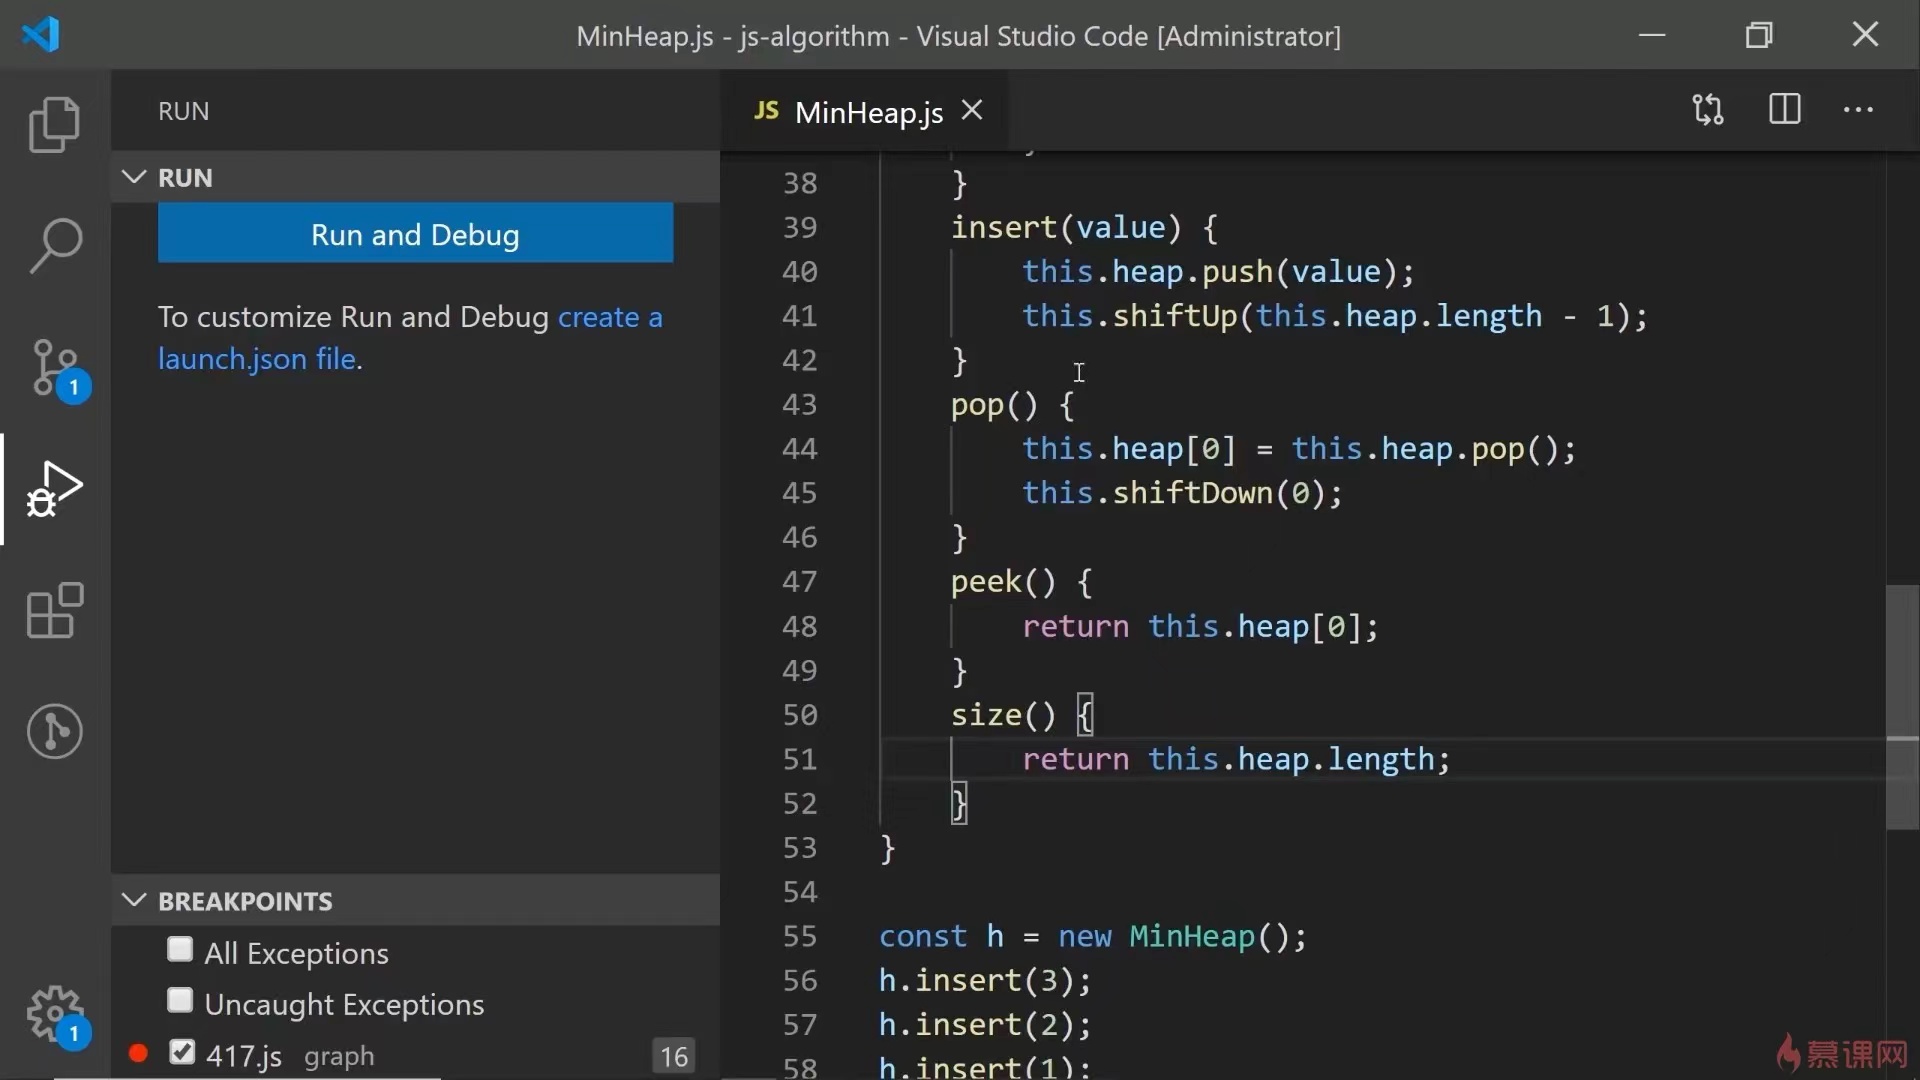 MinHeap.js - js-algorithm - Visual Studio Code [Administrator]
RUN
RUN
Run and Debug
To customize Run and Debug create a
launch.json file.
1
1
BREAKPOINTS
All Exceptions
Uncaught Exceptions
417.js graph 16
JS MinHeap.js
38 }
39 insert(value) {
40 this.heap.push(value);
41 this.shiftUp(this.heap.length - 1);
42 }
43 pop() {
44 this.heap[0] = this.heap.pop();
45 this.shiftDown(0);
46 }
47 peek() {
48 return this.heap[0];
49 }
50 size() {
51 return this.heap.length;
52 }
53 }
54
55 const h = new MinHeap();
56 h.insert(3);
57 h.insert(2);
58 h.insert(1);
慕课网